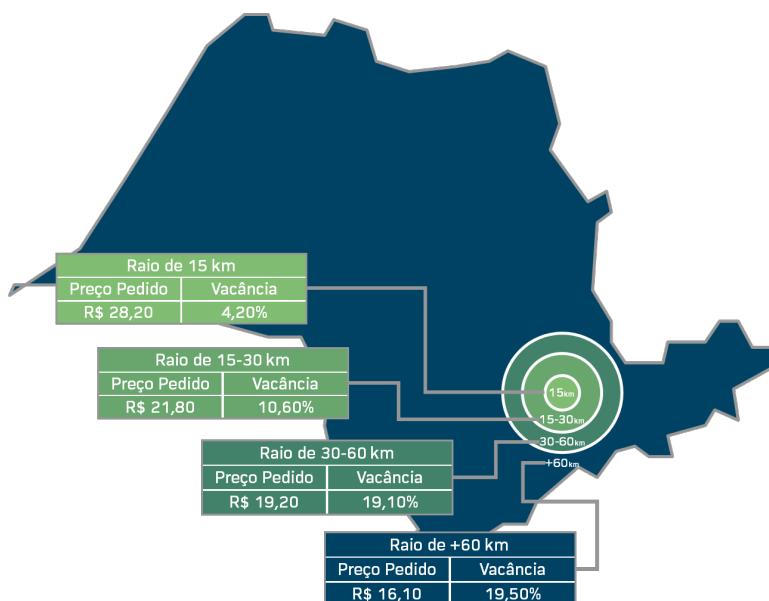 Raio de 15 km
Preço Pedido Vacância
R$ 28,20 4,20%
Raio de 15-30 km
Preço Pedido Vacância
R$ 21,80 10,60%
Raio de 30-60 km
Preço Pedido Vacância
R$ 19,20 19,10%
Raio de +60 km
Preço Pedido Vacância
R$ 16,10 19,50%
15km
15-30km
30-60km
+60km